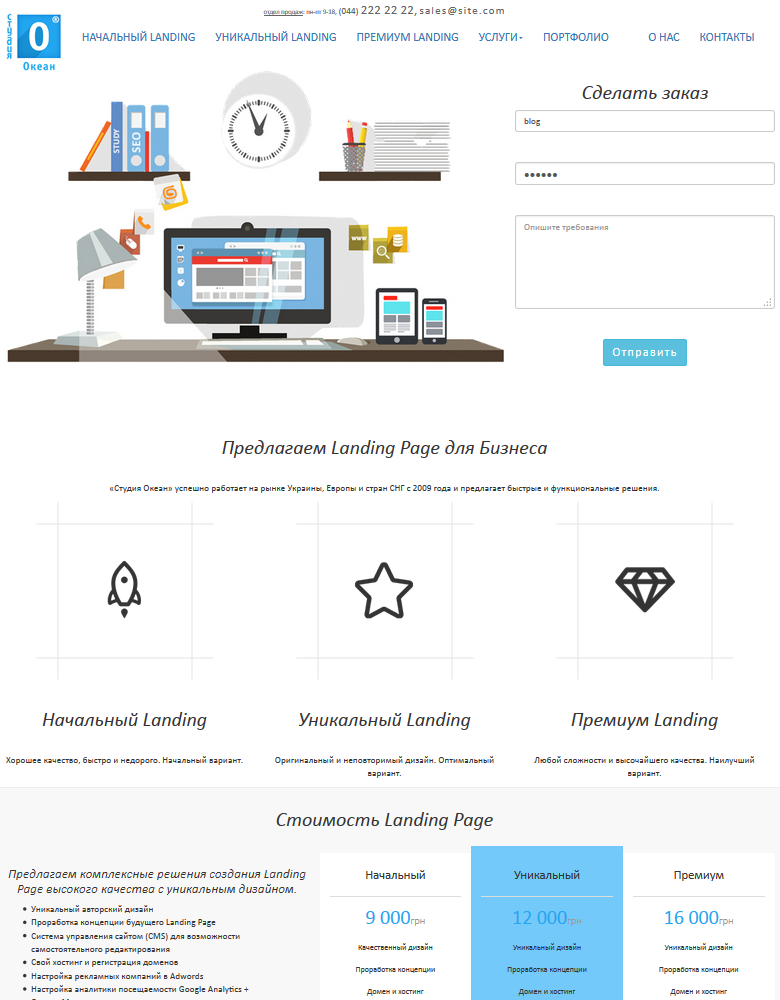 отдел продаж: пн-пт 9-18, (044) 222 22 22, sales@site.com
Студия
О
Океан
НАЧАЛЬНЫЙ LANDING УНИКАЛЬНЫЙ LANDING ПРЕМИУМ LANDING УСЛУГИ ПОРТФОЛИО О НАС КОНТАКТЫ
Сделать заказ
blog
••••••
Опишите требования
Отправить
STUDY
SEO
www
Предлагаем Landing Page для Бизнеса
«Студия Океан» успешно работает на рынке Украины, Европы и стран СНГ с 2009 года и предлагает быстрые и функциональные решения.
Начальный Landing
Хорошее качество, быстро и недорого. Начальный вариант.
Уникальный Landing
Оригинальный и неповторимый дизайн. Оптимальный
вариант.
Премиум Landing
Любой сложности и высочайшего качества. Наилучший
вариант.
Стоимость Landing Page
Предлагаем комплексные решения создания Landing
Page высокого качества с уникальным дизайном.
Уникальный авторский дизайн
Проработка концепции будущего Landing Page
Система управления сайтом (CMS) для возможности
самостоятельного редактирования
Свой хостинг и регистрация доменов
Настройка рекламных компаний в Adwords
Настройка аналитики посещаемости Google Analytics +
Начальный
9 000грн
Качественный дизайн
Проработка концепции
Домен и хостинг
Уникальный
12 000грн
Уникальный дизайн
Проработка концепции
Домен и хостинг
Премиум
16 000грн
Уникальный дизайн
Проработка концепции
Домен и хостинг